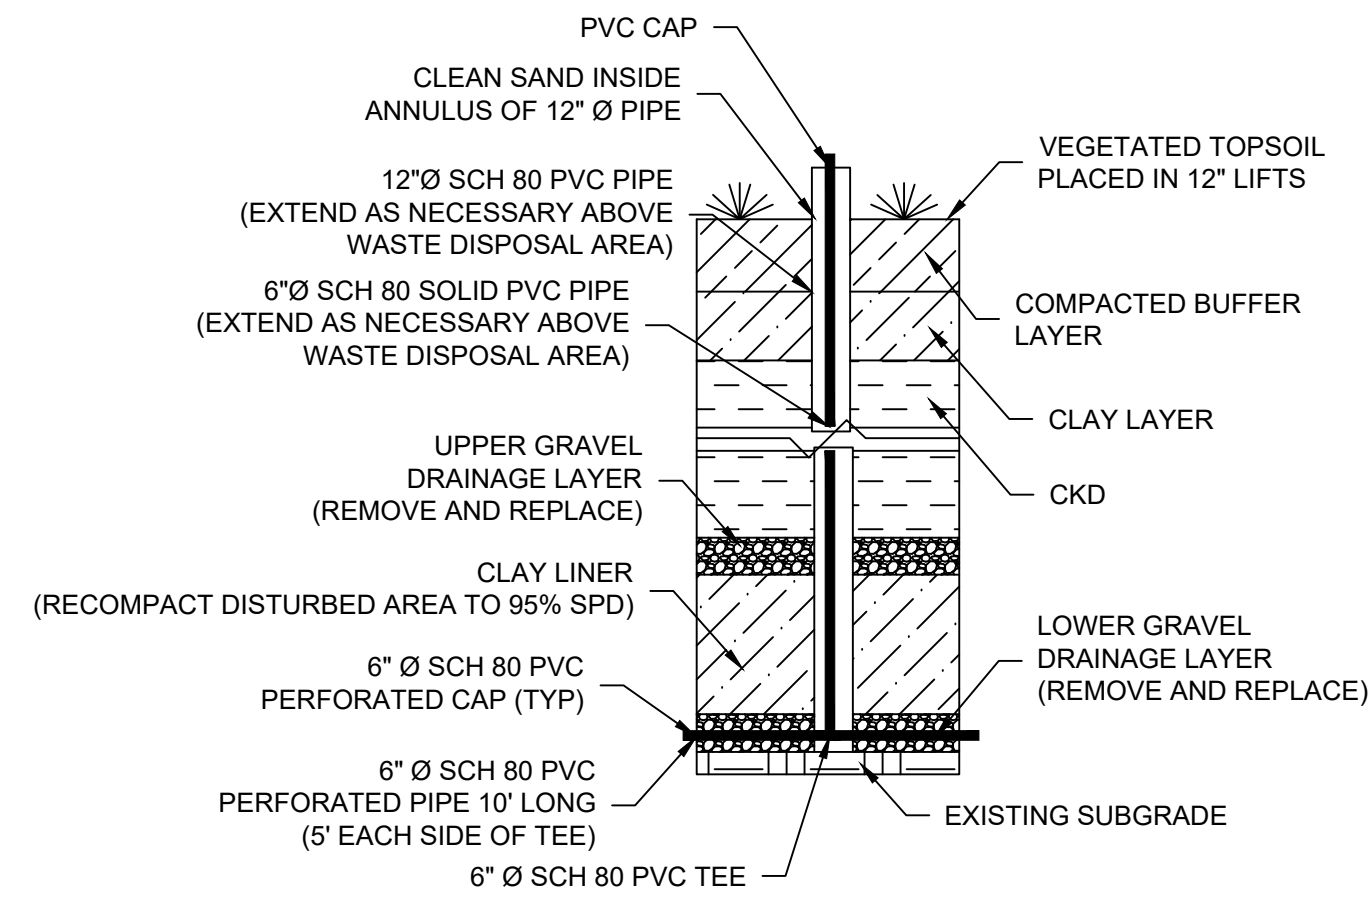 PVC CAP
CLEAN SAND INSIDE
ANNULUS OF 12" Ø PIPE
12"Ø SCH 80 PVC PIPE
(EXTEND AS NECESSARY ABOVE
WASTE DISPOSAL AREA)
6"Ø SCH 80 SOLID PVC PIPE
(EXTEND AS NECESSARY ABOVE
WASTE DISPOSAL AREA)
UPPER GRAVEL
DRAINAGE LAYER
(REMOVE AND REPLACE)
CLAY LINER
(RECOMPACT DISTURBED AREA TO 95% SPD)
6" Ø SCH 80 PVC
PERFORATED CAP (TYP)
6" Ø SCH 80 PVC
PERFORATED PIPE 10' LONG
(5' EACH SIDE OF TEE)
6" Ø SCH 80 PVC TEE
VEGETATED TOPSOIL
PLACED IN 12" LIFTS
COMPACTED BUFFER
LAYER
CLAY LAYER
CKD
LOWER GRAVEL
DRAINAGE LAYER
(REMOVE AND REPLACE)
EXISTING SUBGRADE